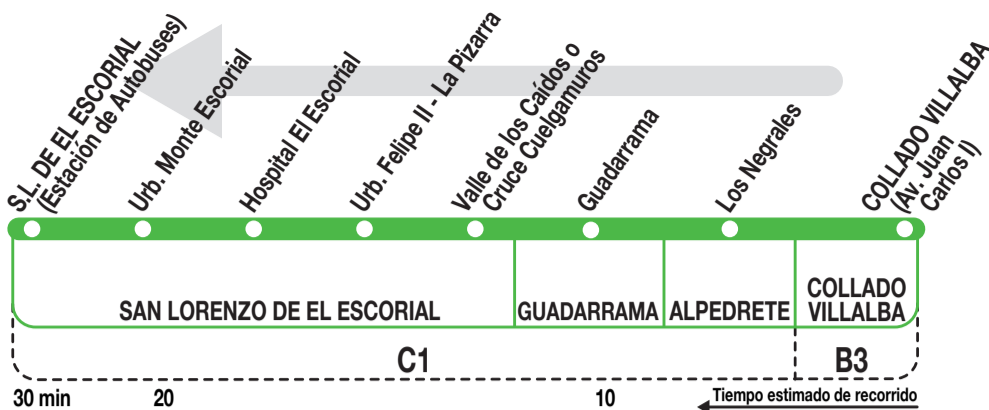 S.L. DE EL ESCORIAL
(Estación de Autobuses)
Urb. Monte Escorial
Hospital El Escorial
Urb. Felipe II - La Pizarra
Valle de los Caídos o
Cruce Cuelgamuros
Guadarrama
Los Negrales
COLLADO VILLALBA
(Av. Juan
Carlos I)
SAN LORENZO DE EL ESCORIAL
GUADARRAMA
ALPEDRETE
COLLADO
VILLALBA
C1
B3
30 min
20
10
Tiempo estimado de recorrido